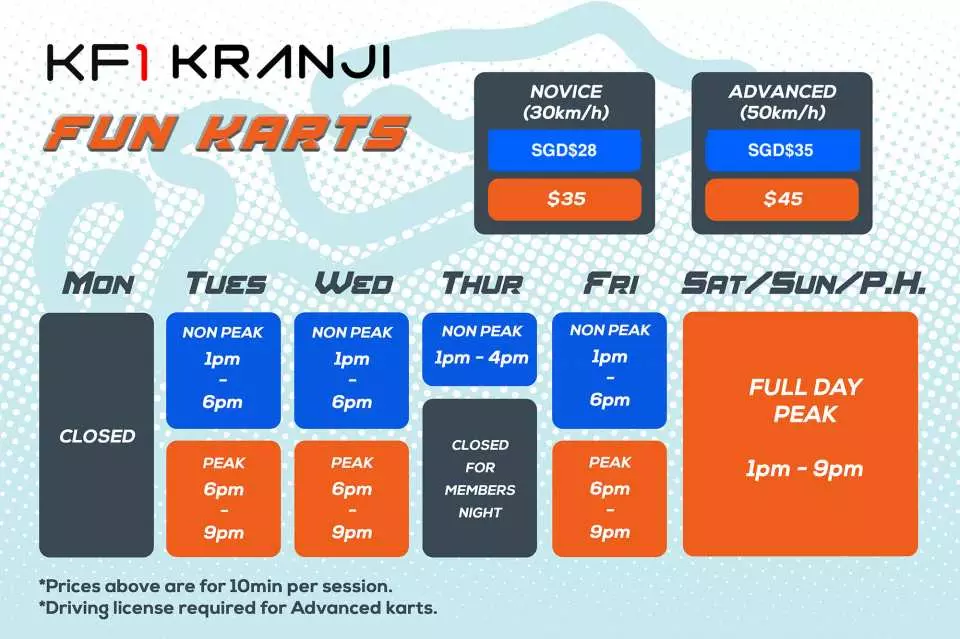 KF1 KRANJI
FUN KARTS
NOVICE
(30km/h)
SGD$28
$35
ADVANCED
(50km/h)
SGD$35
$45
MON
CLOSED
TUES
NON PEAK
1pm
-
6pm
PEAK
6pm
-
9pm
WED
NON PEAK
1pm
-
6pm
PEAK
6pm
-
9pm
THUR
NON PEAK
1pm - 4pm
CLOSED
FOR
MEMBERS
NIGHT
FRI
NON PEAK
1pm
-
6pm
PEAK
6pm
-
9pm
SAT/SUN/P.H.
FULL DAY
PEAK
1pm - 9pm
*Prices above are for 10min per session.
*Driving license required for Advanced karts.